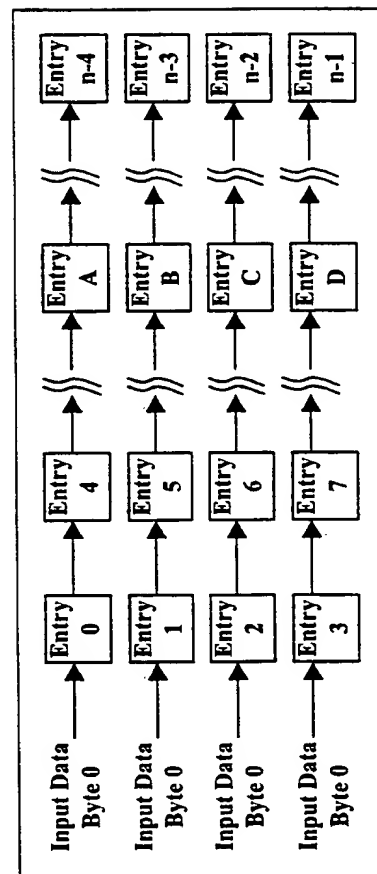 Input Data
Byte 0
Entry
0
Entry
4
Entry
A
Entry
n-4
Input Data
Byte 0
Entry
1
Entry
5
Entry
B
Entry
n-3
Input Data
Byte 0
Entry
2
Entry
6
Entry
C
Entry
n-2
Input Data
Byte 0
Entry
3
Entry
7
Entry
D
Entry
n-1